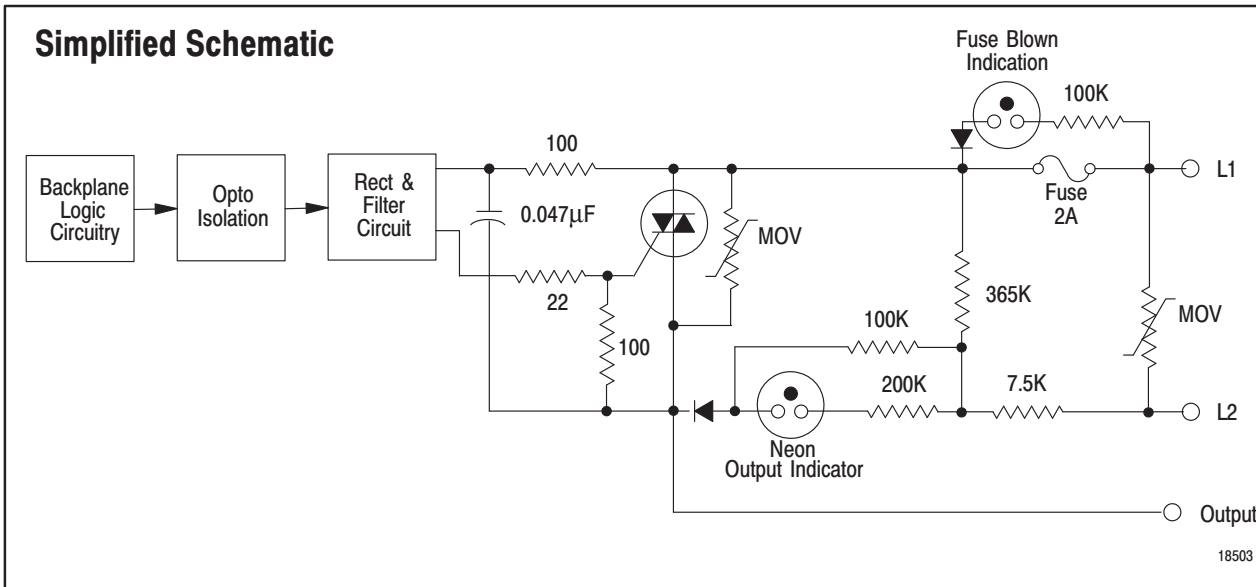 Simplified Schematic
Fuse Blown
Indication
100K
100
Backplane
Logic
Circuitry
Opto
Isolation
Rect &
Filter
Circuit
0.047μF
MOV
Fuse
2A
L1
22
365K
100
100K
MOV
200K
7.5K
L2
Neon
Output Indicator
Output
18503